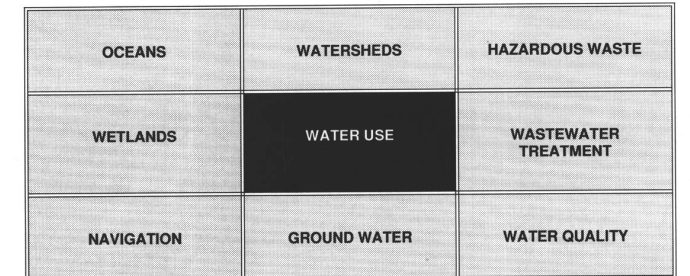 OCEANS
WATERSHEDS
HAZARDOUS WASTE
WETLANDS
WATER USE
WASTEWATER
TREATMENT
NAVIGATION
GROUND WATER
WATER QUALITY